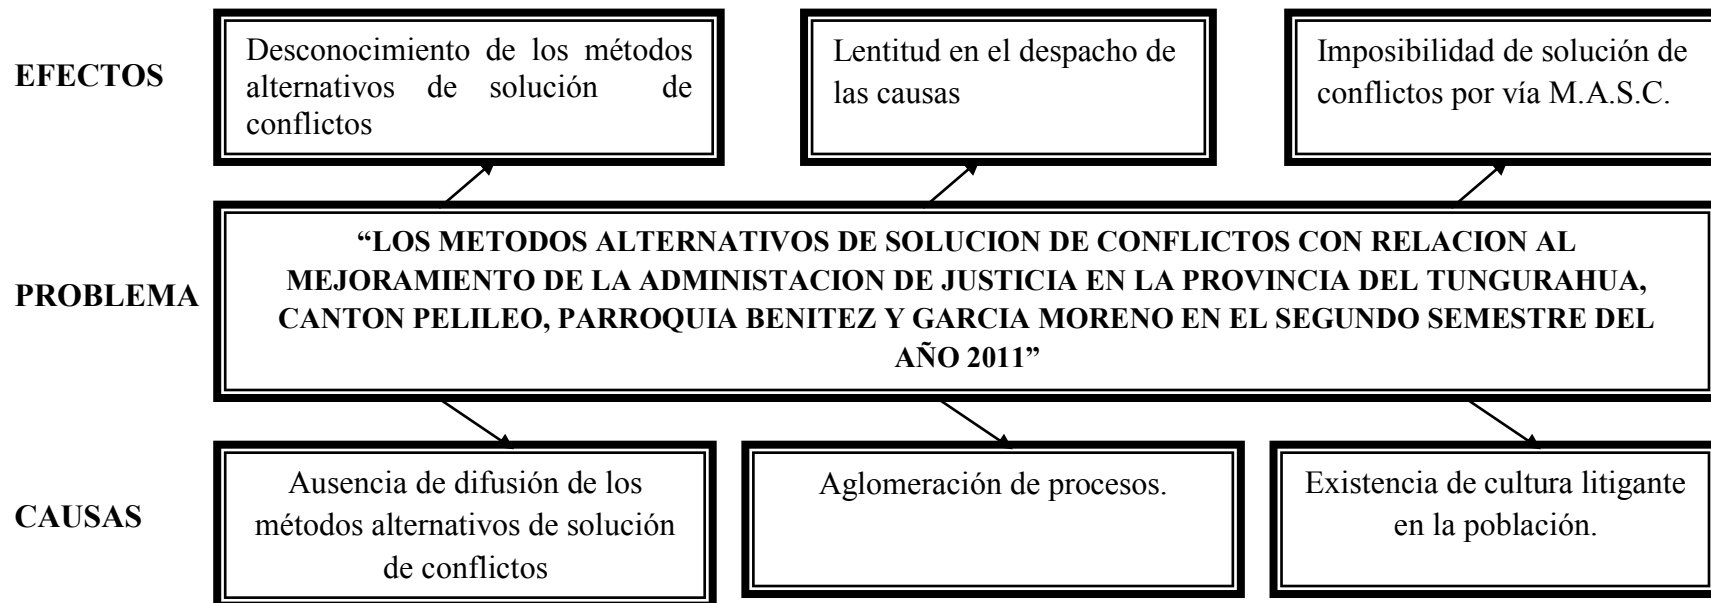 EFECTOS
Desconocimiento de los métodos
alternativos de solución de
conflictos
Lentitud en el despacho de
las causas
Imposibilidad de solución de
conflictos por vía M.A.S.C.
PROBLEMA
“LOS METODOS ALTERNATIVOS DE SOLUCION DE CONFLICTOS CON RELACION AL
MEJORAMIENTO DE LA ADMINISTACION DE JUSTICIA EN LA PROVINCIA DEL TUNGURAHUA,
CANTON PELILEO, PARROQUIA BENITEZ Y GARCIA MORENO EN EL SEGUNDO SEMESTRE DEL
AÑO 2011”
CAUSAS
Ausencia de difusión de los
métodos alternativos de solución
de conflictos
Aglomeración de procesos.
Existencia de cultura litigante
en la población.